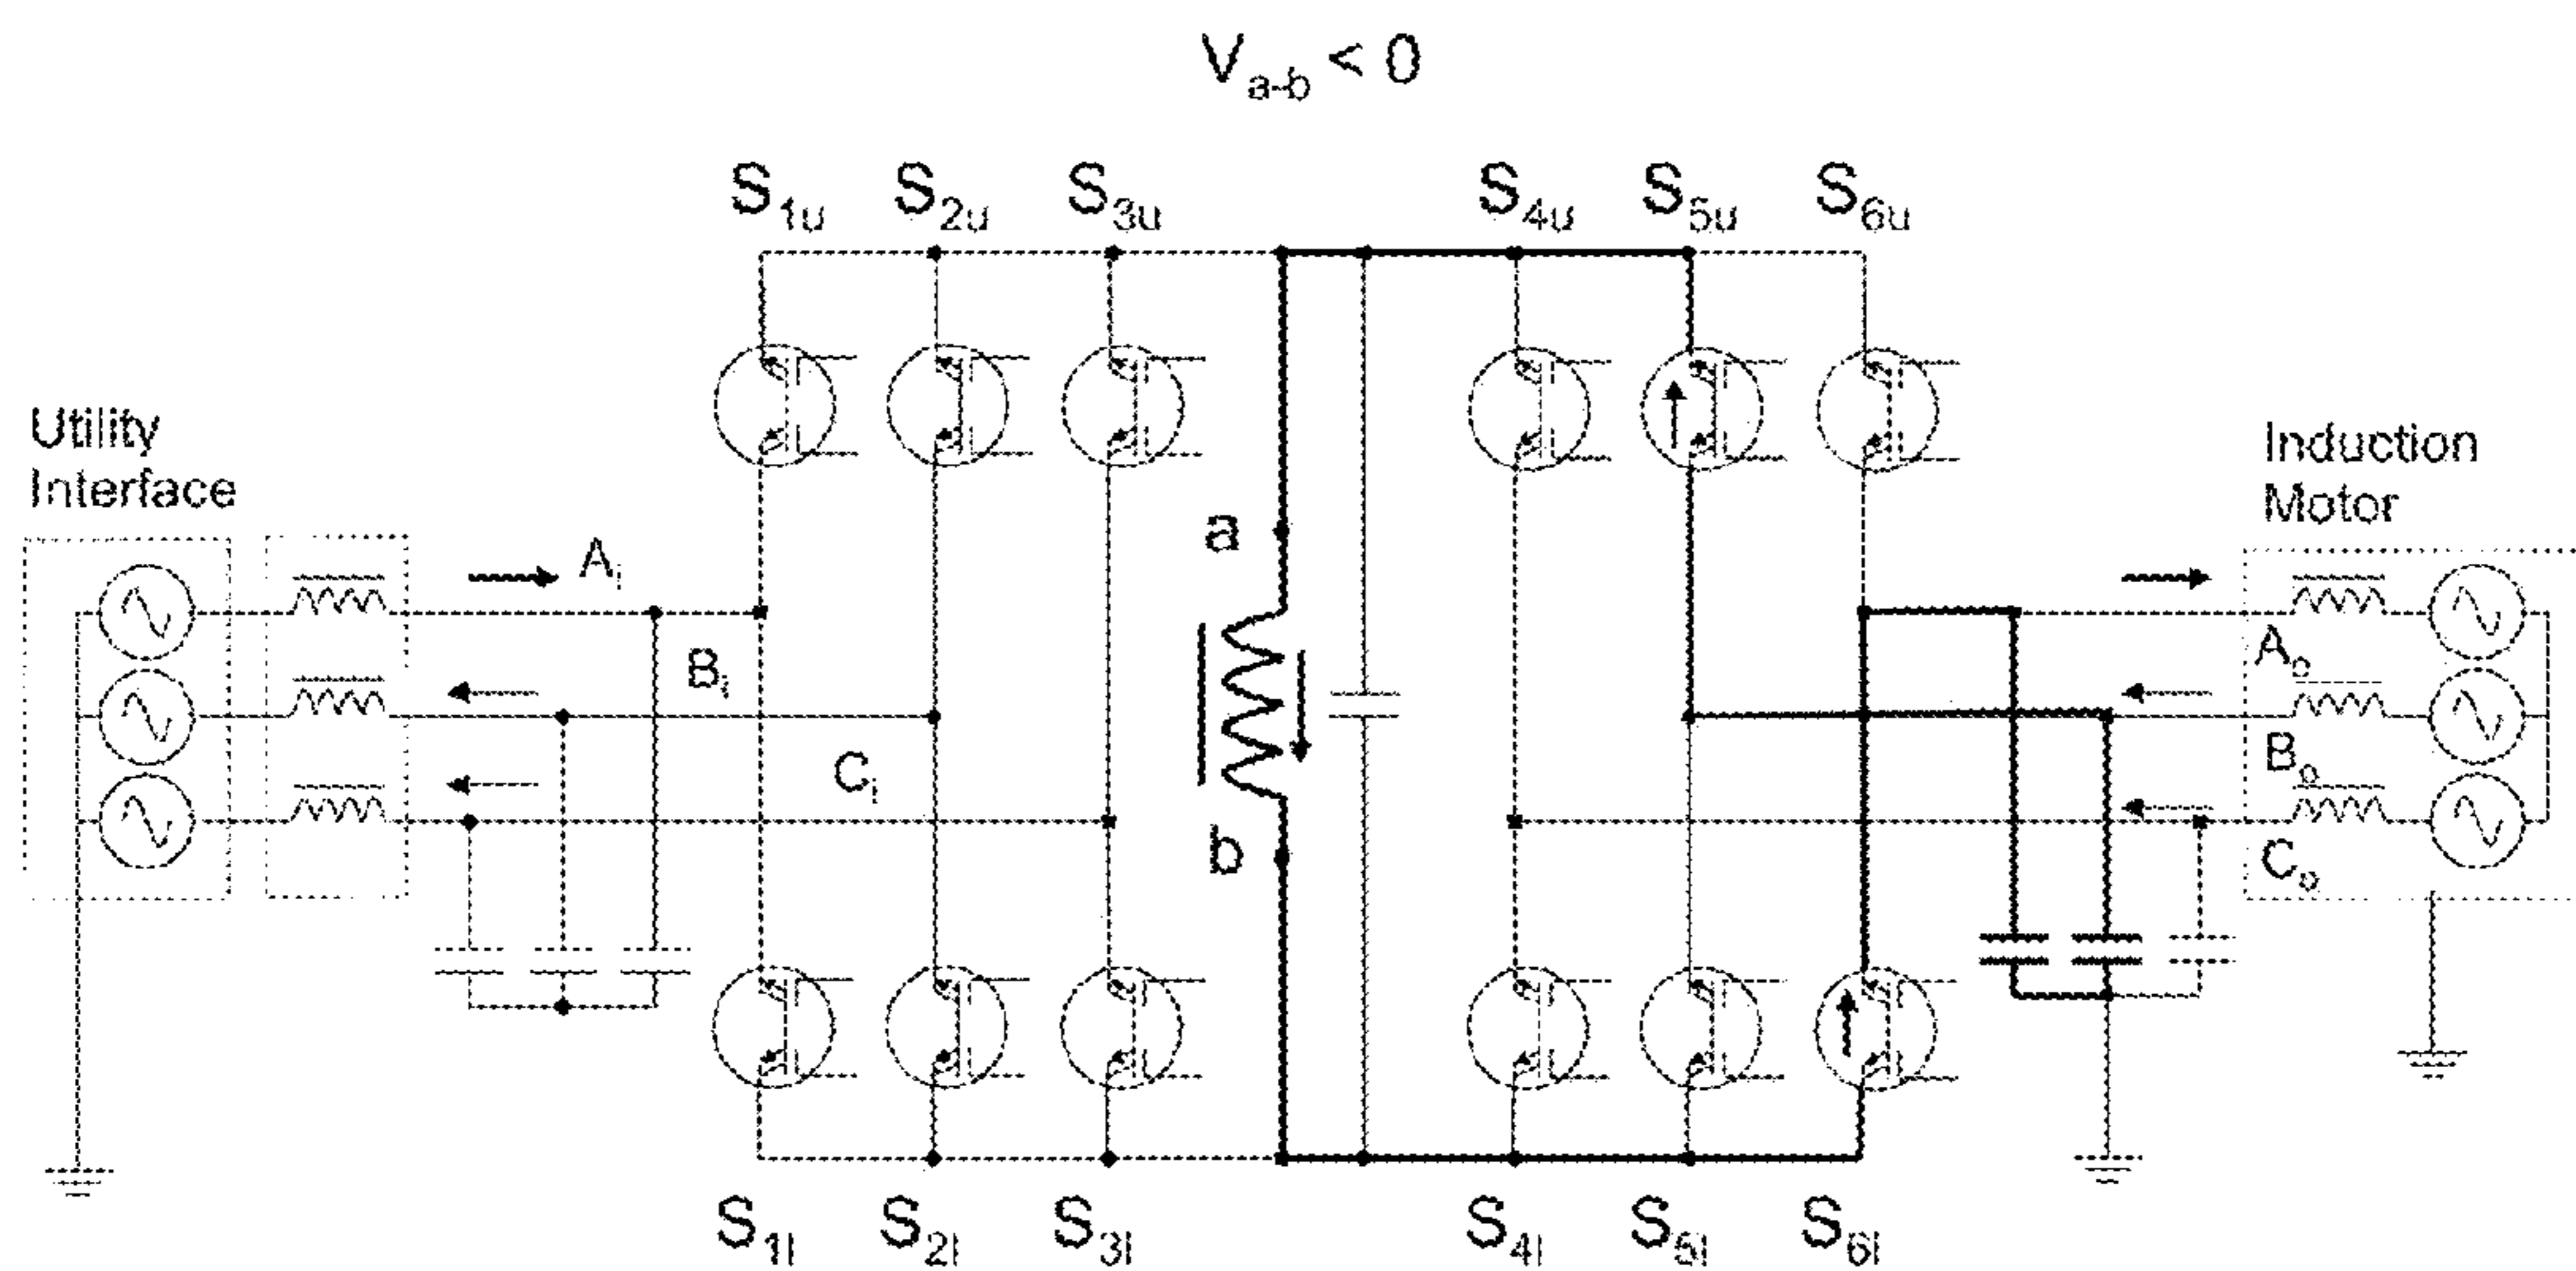 Va-b < 0
S1u S2u S3u S4u S5u S6u
Utility
Interface
Induction
Motor
Ai
Bi
Ci
a
b
Ao
Bo
Co
S1l S2l S3l S4l S5l S6l